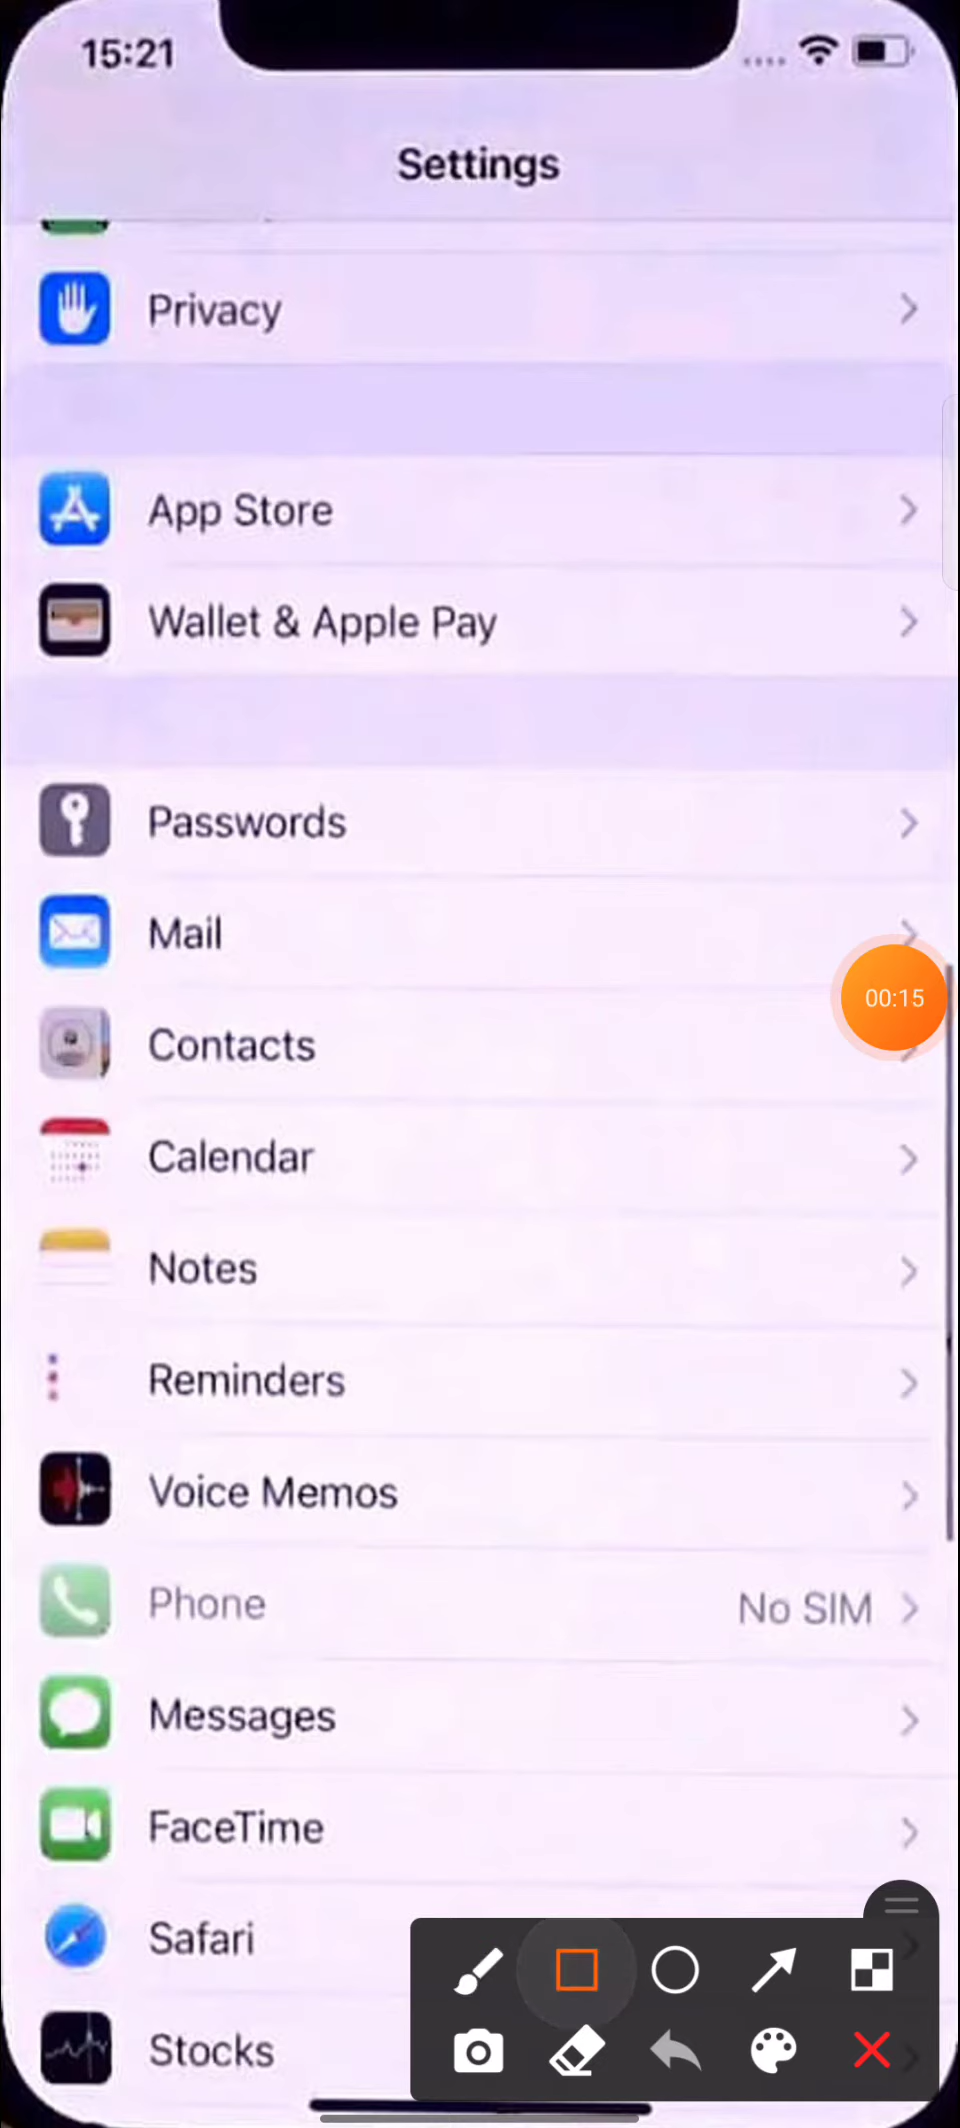 15:21
Settings
Privacy
App Store
Wallet & Apple Pay
Passwords
Mail
00:15
Contacts
Calendar
Notes
Reminders
Voice Memos
Phone No SIM
Messages
FaceTime
Safari
Stocks